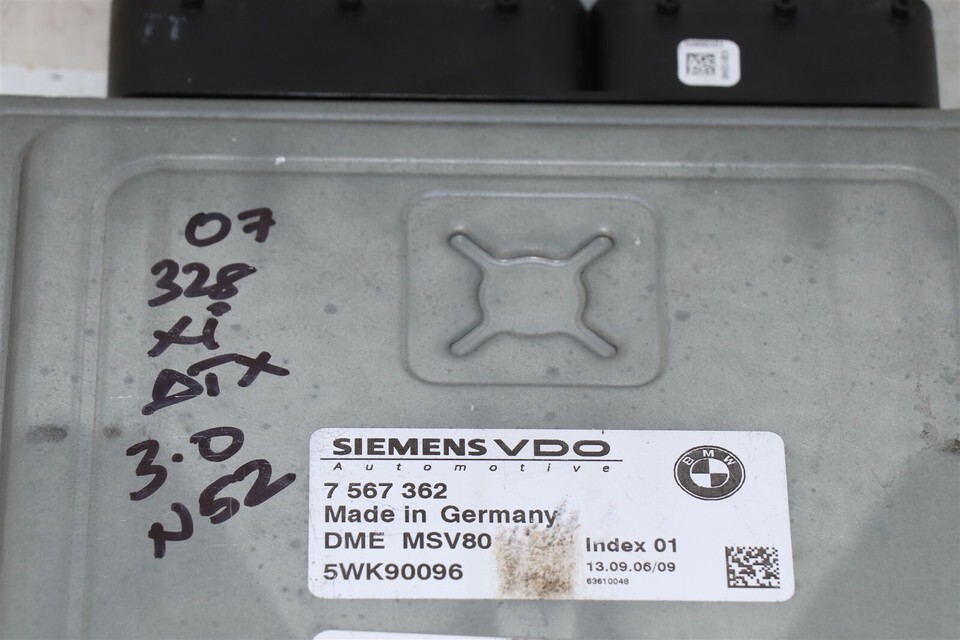 07
328
xi
3.0
N52
SIEMENS VDO
Automotive
7 567 362
Made in Germany
DME MSV80
5WK90096
Index 01
13.09.06/09
63610048
BMW